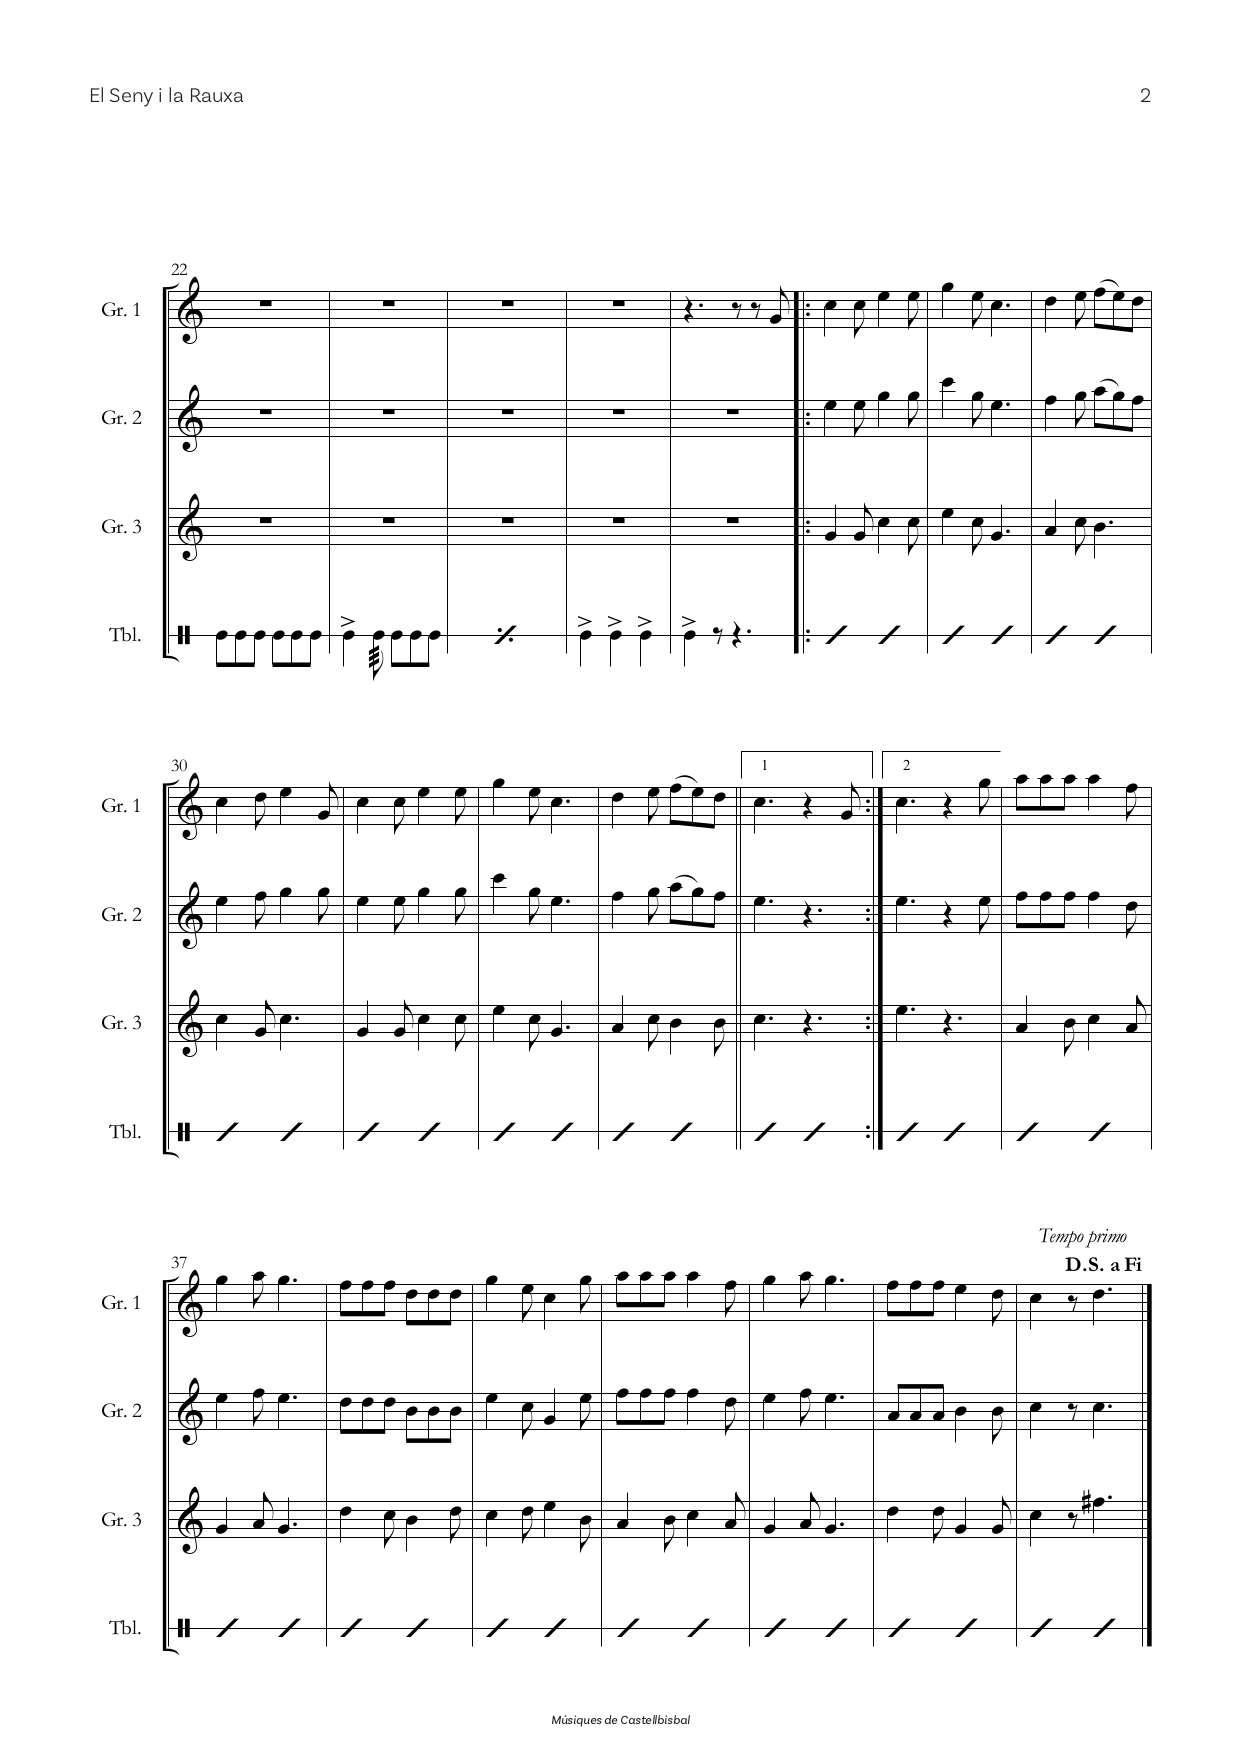 El Seny i la Rauxa 2
22
Gr. 1
Gr. 2
Gr. 3
Tbl.
30
1 2
Gr. 1
Gr. 2
Gr. 3
Tbl.
Tempo primo
37 D.S. a Fi
Gr. 1
Gr. 2
Gr. 3
Tbl.
Músiques de Castellbisbal